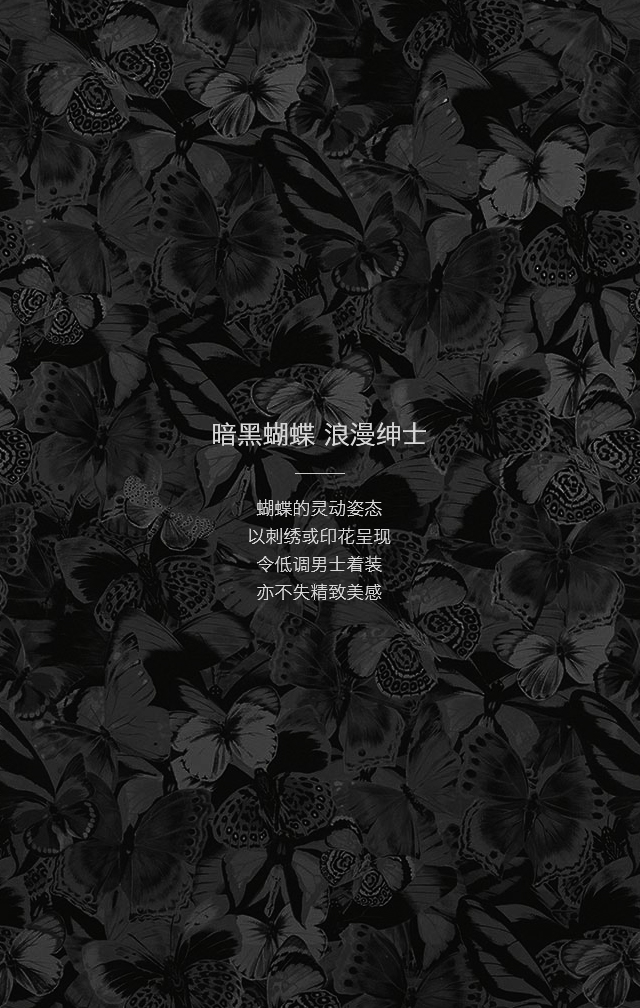 暗黑蝴蝶 浪漫绅士
蝴蝶的灵动姿态
以刺绣或印花呈现
令低调男士着装
亦不失精致美感